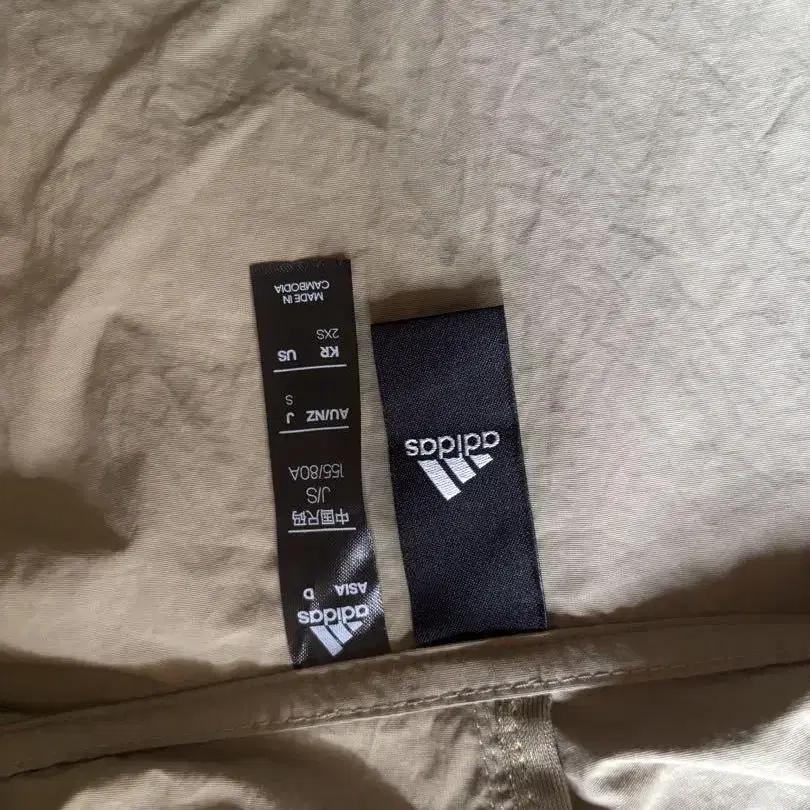 adidas
adidas
ASIA D
中国尺码
J/S
155/80A
AU/NZ J
S
KR US
2XS
MADE IN
CAMBODIA